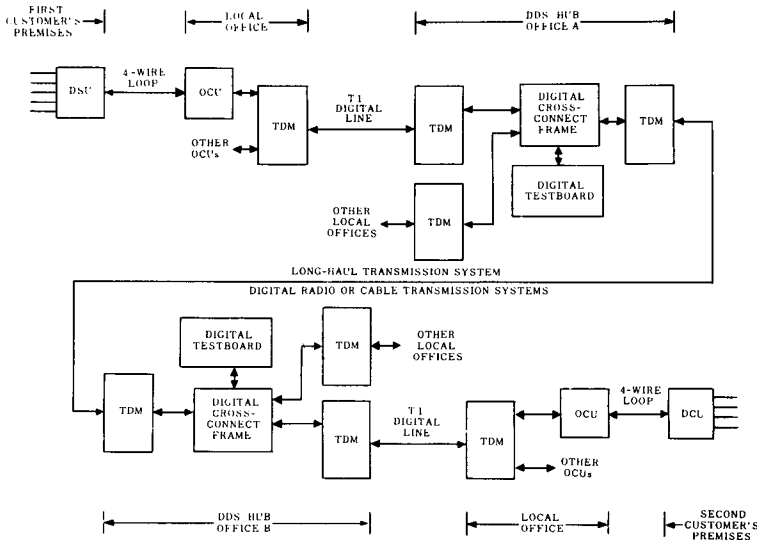 FIRST
CUSTOMER'S
PREMISES
LOCAL
OFFICE
DDS HUB
OFFICE A
DSU
4-WIRE
LOOP
OCU
OTHER
OCUs
TDM
T1
DIGITAL
LINE
TDM
DIGITAL
CROSS-
CONNECT
FRAME
TDM
DIGITAL
TESTBOARD
OTHER
LOCAL
OFFICES
TDM
LONG-HAUL TRANSMISSION SYSTEM
DIGITAL RADIO OR CABLE TRANSMISSION SYSTEMS
DIGITAL
TESTBOARD
TDM
OTHER
LOCAL
OFFICES
TDM
DIGITAL
CROSS-
CONNECT
FRAME
TDM
T1
DIGITAL
LINE
TDM
OCU
4-WIRE
LOOP
DCU
OTHER
OCUs
DDS HUB
OFFICE B
LOCAL
OFFICE
SECOND
CUSTOMER'S
PREMISES